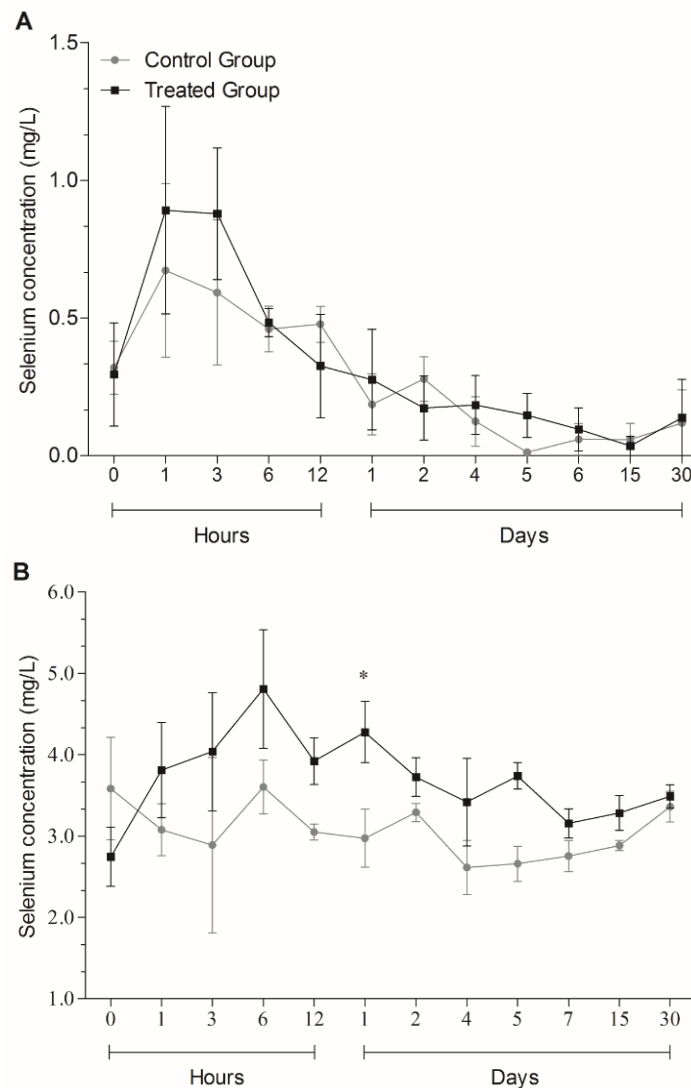 A
Selenium concentration (mg/L)
1.5
1.0
0.5
0.0
Control Group
Treated Group
0 1 3 6 12 1 2 4 5 6 15 30
Hours Days
B
Selenium concentration (mg/L)
6.0
5.0
4.0
3.0
2.0
1.0
*
0 1 3 6 12 1 2 4 5 7 15 30
Hours Days